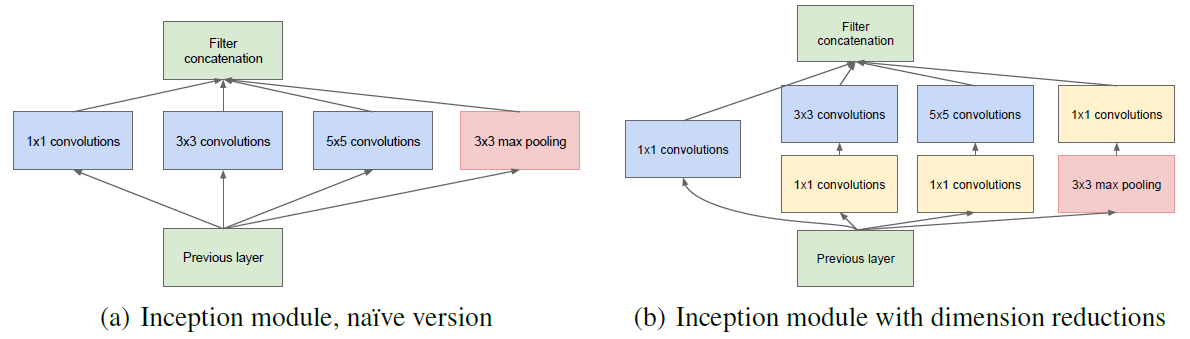 Filter
concatenation
1x1 convolutions
3x3 convolutions
5x5 convolutions
3x3 max pooling
Previous layer
(a) Inception module, naïve version
Filter
concatenation
3x3 convolutions
5x5 convolutions
1x1 convolutions
1x1 convolutions
1x1 convolutions
1x1 convolutions
3x3 max pooling
Previous layer
(b) Inception module with dimension reductions